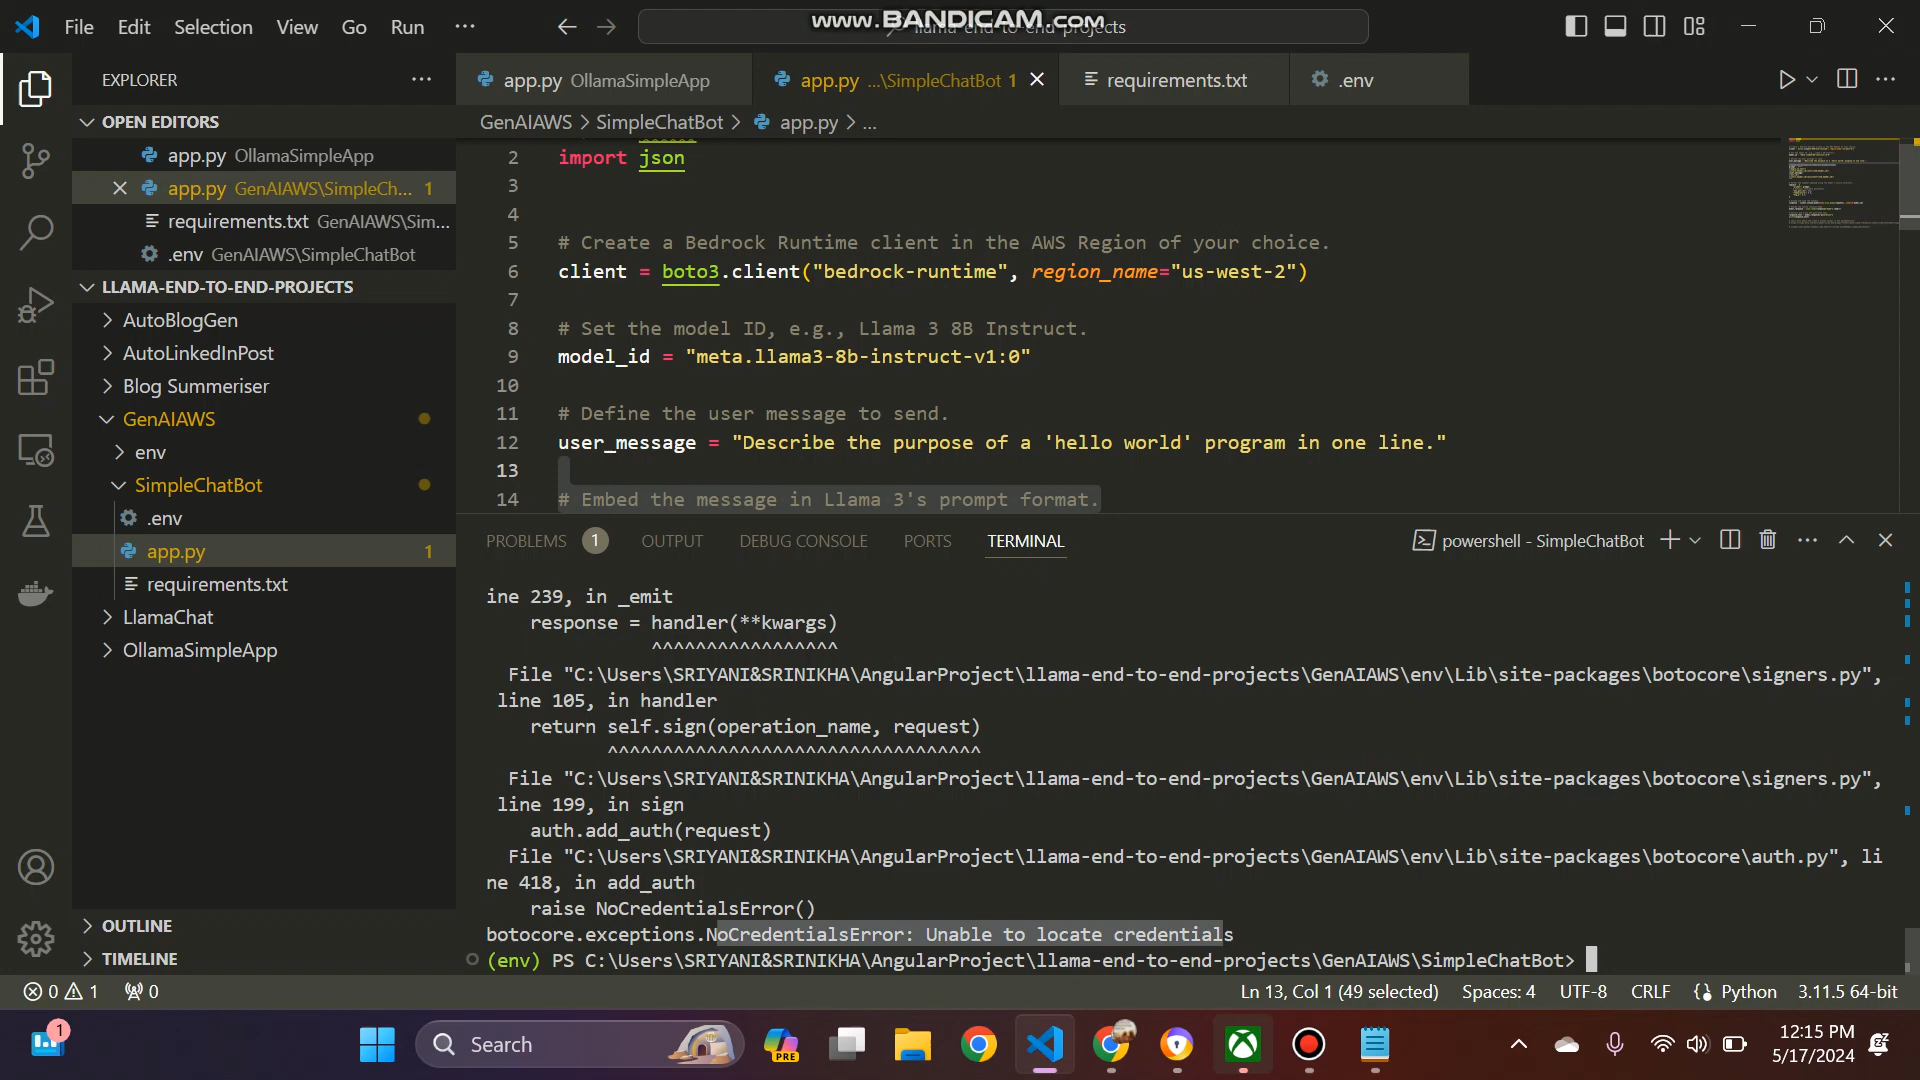 File Edit Selection View Go Run ···
www.BANDICAM.com
llama-end-to-end-projects
EXPLORER
app.py OllamaSimpleApp
app.py ...\SimpleChatBot 1
requirements.txt
.env
OPEN EDITORS
app.py OllamaSimpleApp
app.py GenAIAWS\SimpleCh... 1
requirements.txt GenAIAWS\Sim...
.env GenAIAWS\SimpleChatBot
LLAMA-END-TO-END-PROJECTS
AutoBlogGen
AutoLinkedInPost
Blog Summeriser
GenAIAWS
env
SimpleChatBot
.env
app.py 1
requirements.txt
LlamaChat
OllamaSimpleApp
OUTLINE
TIMELINE
GenAIAWS > SimpleChatBot > app.py > ...
2 import json
3
4
5 # Create a Bedrock Runtime client in the AWS Region of your choice.
6 client = boto3.client("bedrock-runtime", region_name="us-west-2")
7
8 # Set the model ID, e.g., Llama 3 8B Instruct.
9 model_id = "meta.llama3-8b-instruct-v1:0"
10
11 # Define the user message to send.
12 user_message = "Describe the purpose of a 'hello world' program in one line."
13
14 # Embed the message in Llama 3's prompt format.
PROBLEMS 1 OUTPUT DEBUG CONSOLE PORTS TERMINAL
powershell - SimpleChatBot
ine 239, in _emit
response = handler(**kwargs)
^^^^^^^^^^^^^^^^^
File "C:\Users\SRIYANI&SRINIKHA\AngularProject\llama-end-to-end-projects\GenAIAWS\env\Lib\site-packages\botocore\signers.py",
line 105, in handler
return self.sign(operation_name, request)
^^^^^^^^^^^^^^^^^^^^^^^^^^^^^^^^^^
File "C:\Users\SRIYANI&SRINIKHA\AngularProject\llama-end-to-end-projects\GenAIAWS\env\Lib\site-packages\botocore\signers.py",
line 199, in sign
auth.add_auth(request)
File "C:\Users\SRIYANI&SRINIKHA\AngularProject\llama-end-to-end-projects\GenAIAWS\env\Lib\site-packages\botocore\auth.py", li
ne 418, in add_auth
raise NoCredentialsError()
botocore.exceptions.NoCredentialsError: Unable to locate credentials
(env) PS C:\Users\SRIYANI&SRINIKHA\AngularProject\llama-end-to-end-projects\GenAIAWS\SimpleChatBot>
0 1 0
Ln 13, Col 1 (49 selected) Spaces: 4 UTF-8 CRLF Python 3.11.5 64-bit
1
Search
PRE
12:15 PM
5/17/2024